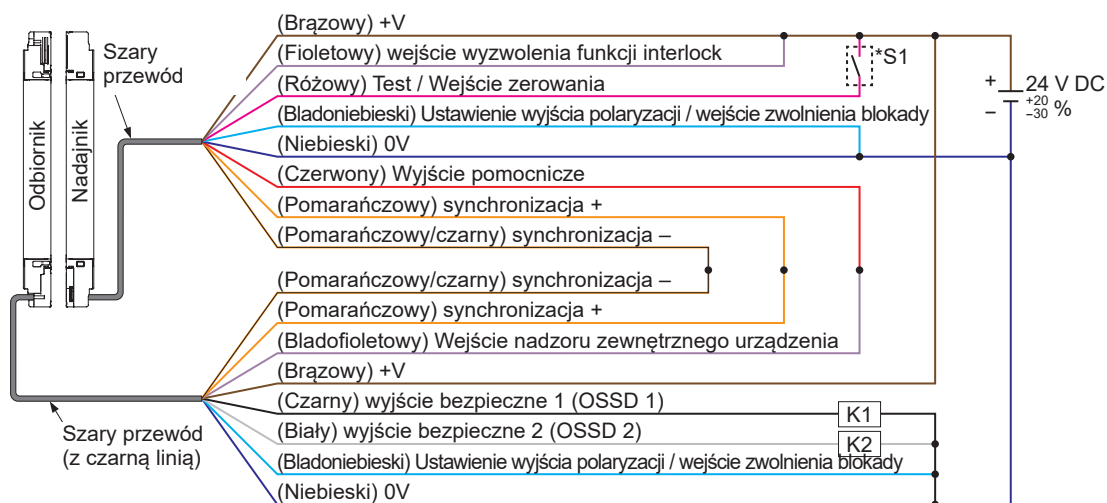 (Brązowy) +V
(Fioletowy) wejście wyzwolenia funkcji interlock
(Różowy) Test / Wejście zerowania
(Bladoniebieski) Ustawienie wyjścia polaryzacji / wejście zwolnienia blokady
(Niebieski) 0V
(Czerwony) Wyjście pomocnicze
(Pomarańczowy) synchronizacja +
(Pomarańczowy/czarny) synchronizacja –
(Pomarańczowy/czarny) synchronizacja –
(Pomarańczowy) synchronizacja +
(Bladofioletowy) Wejście nadzoru zewnętrznego urządzenia
(Brązowy) +V
(Czarny) wyjście bezpieczne 1 (OSSD 1)
(Biały) wyjście bezpieczne 2 (OSSD 2)
(Bladoniebieski) Ustawienie wyjścia polaryzacji / wejście zwolnienia blokady
(Niebieski) 0V
Szary
przewód
Odbiornik
Nadajnik
Szary przewód
(z czarną linią)
*S1
+
–
24 V DC
+20
–30 %
K1
K2